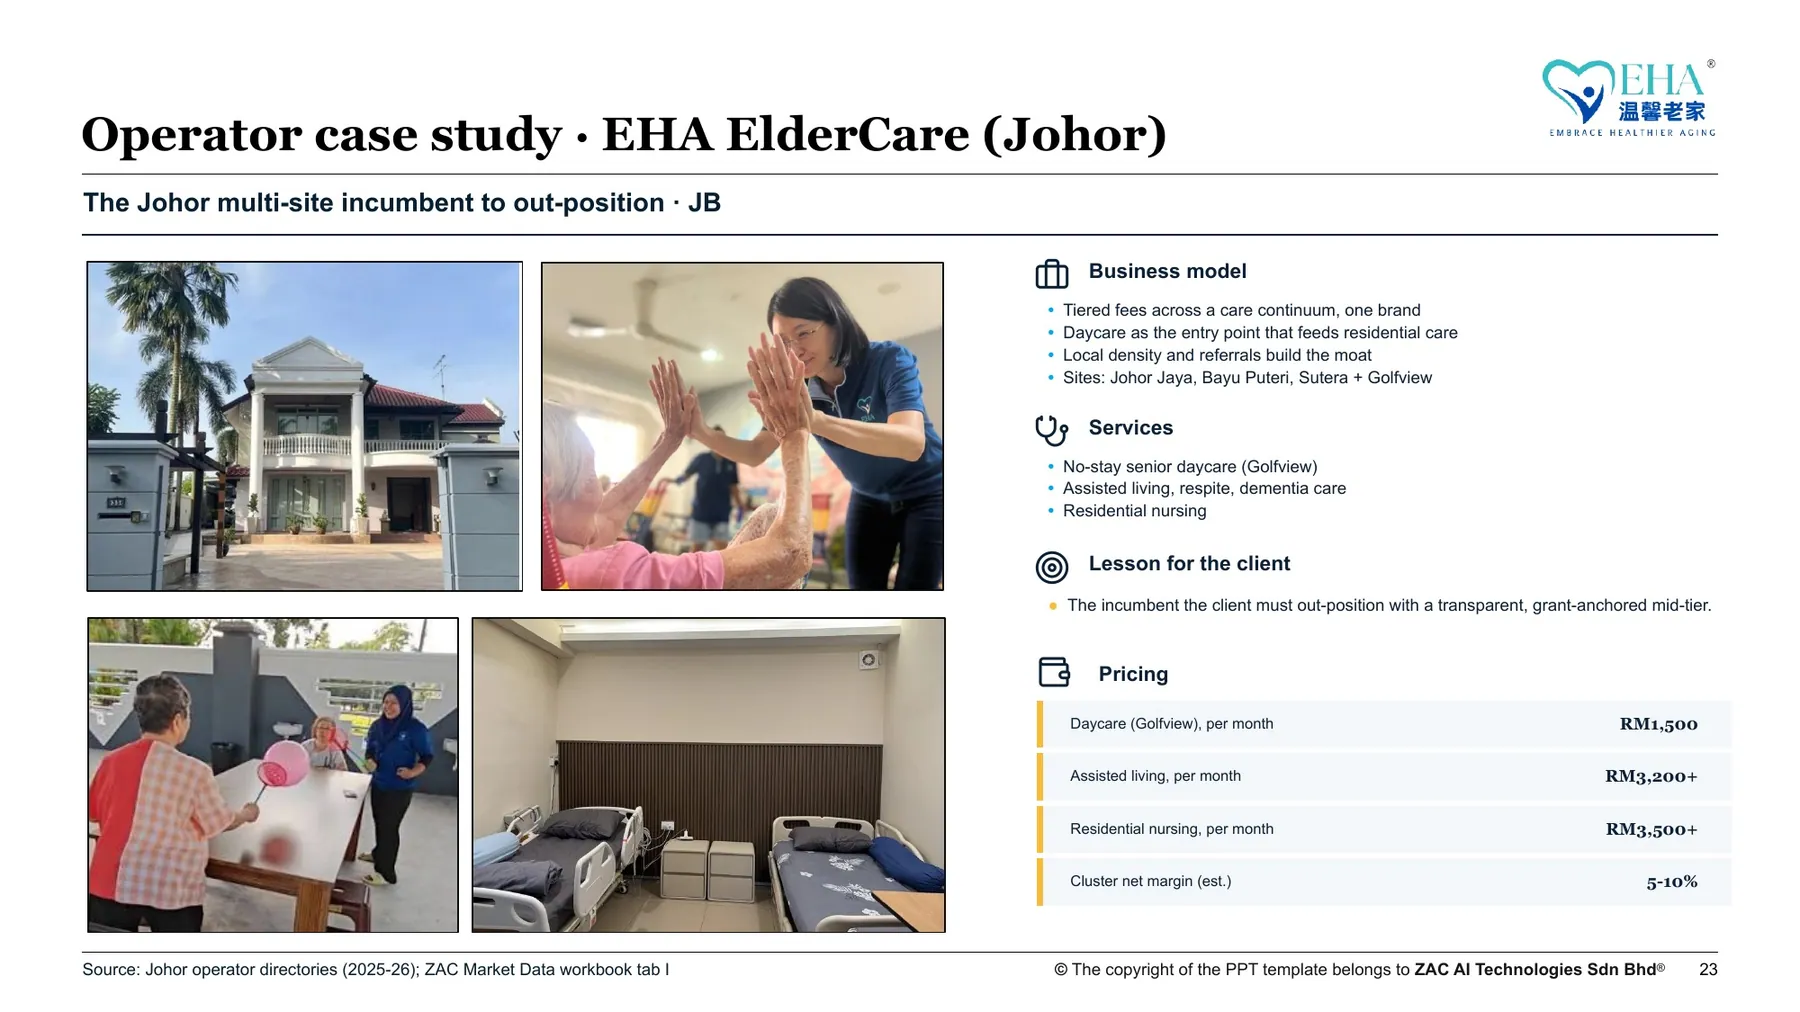 EHA®
温馨老家
EMBRACE HEALTHIER AGING
Operator case study · EHA ElderCare (Johor)
The Johor multi-site incumbent to out-position · JB
Business model
• Tiered fees across a care continuum, one brand
• Daycare as the entry point that feeds residential care
• Local density and referrals build the moat
• Sites: Johor Jaya, Bayu Puteri, Sutera + Golfview
Services
• No-stay senior daycare (Golfview)
• Assisted living, respite, dementia care
• Residential nursing
Lesson for the client
• The incumbent the client must out-position with a transparent, grant-anchored mid-tier.
Pricing
Daycare (Golfview), per month RM1,500
Assisted living, per month RM3,200+
Residential nursing, per month RM3,500+
Cluster net margin (est.) 5-10%
EHA
Source: Johor operator directories (2025-26); ZAC Market Data workbook tab I
© The copyright of the PPT template belongs to ZAC AI Technologies Sdn Bhd® 23